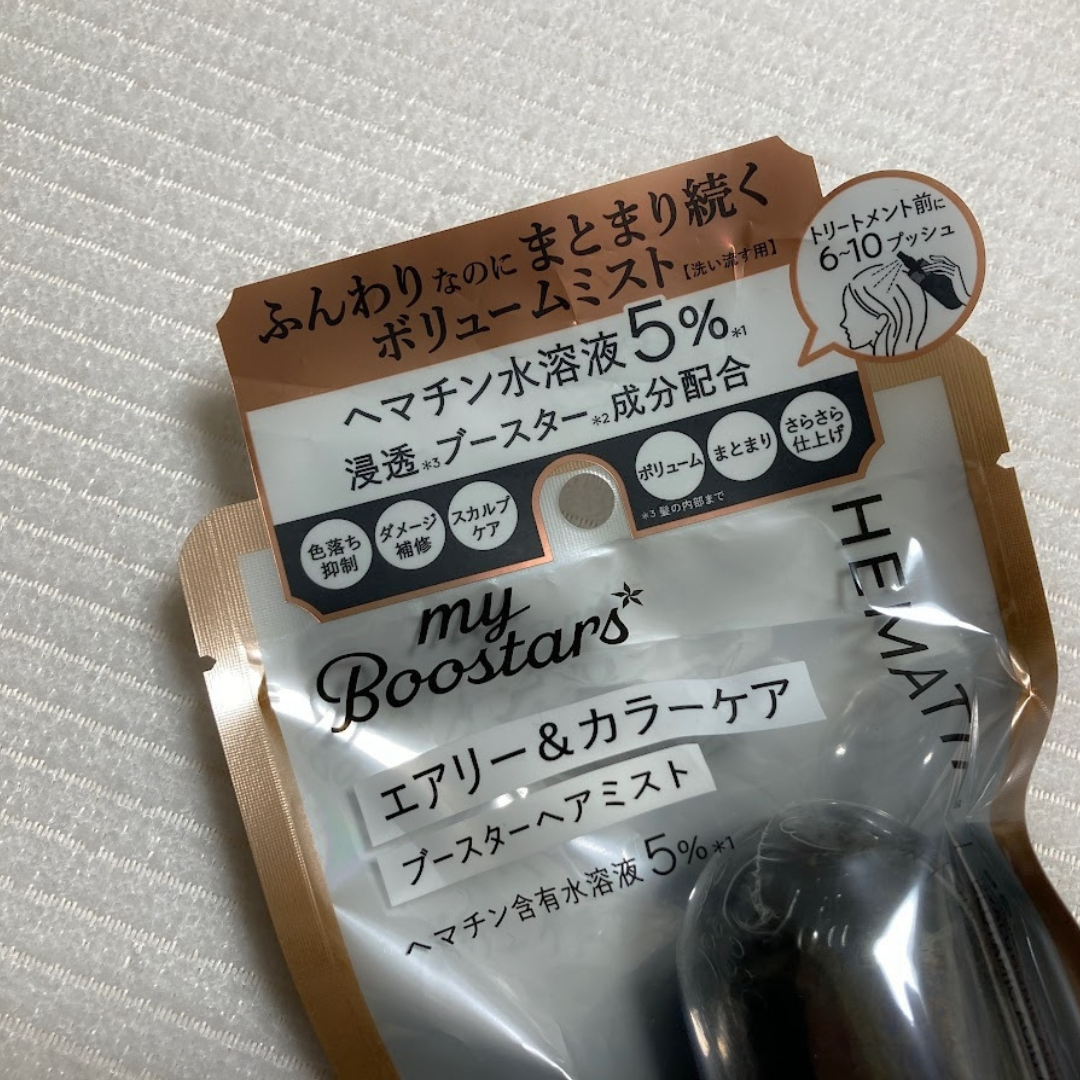 ふんわりなのにまとまり続く
ボリュームミスト【洗い流す用】
トリートメント前に
6~10プッシュ
ヘマチン水溶液5%*1
浸透*3ブースター*2成分配合
色落ち
抑制
ダメージ
補修
スカルプ
ケア
ボリューム
まとまり
さらさら
仕上げ
*3 髪の内部まで
my
Boostars
エアリー&カラーケア
ブースターヘアミスト
ヘマチン含有水溶液5%*1
HEMATI